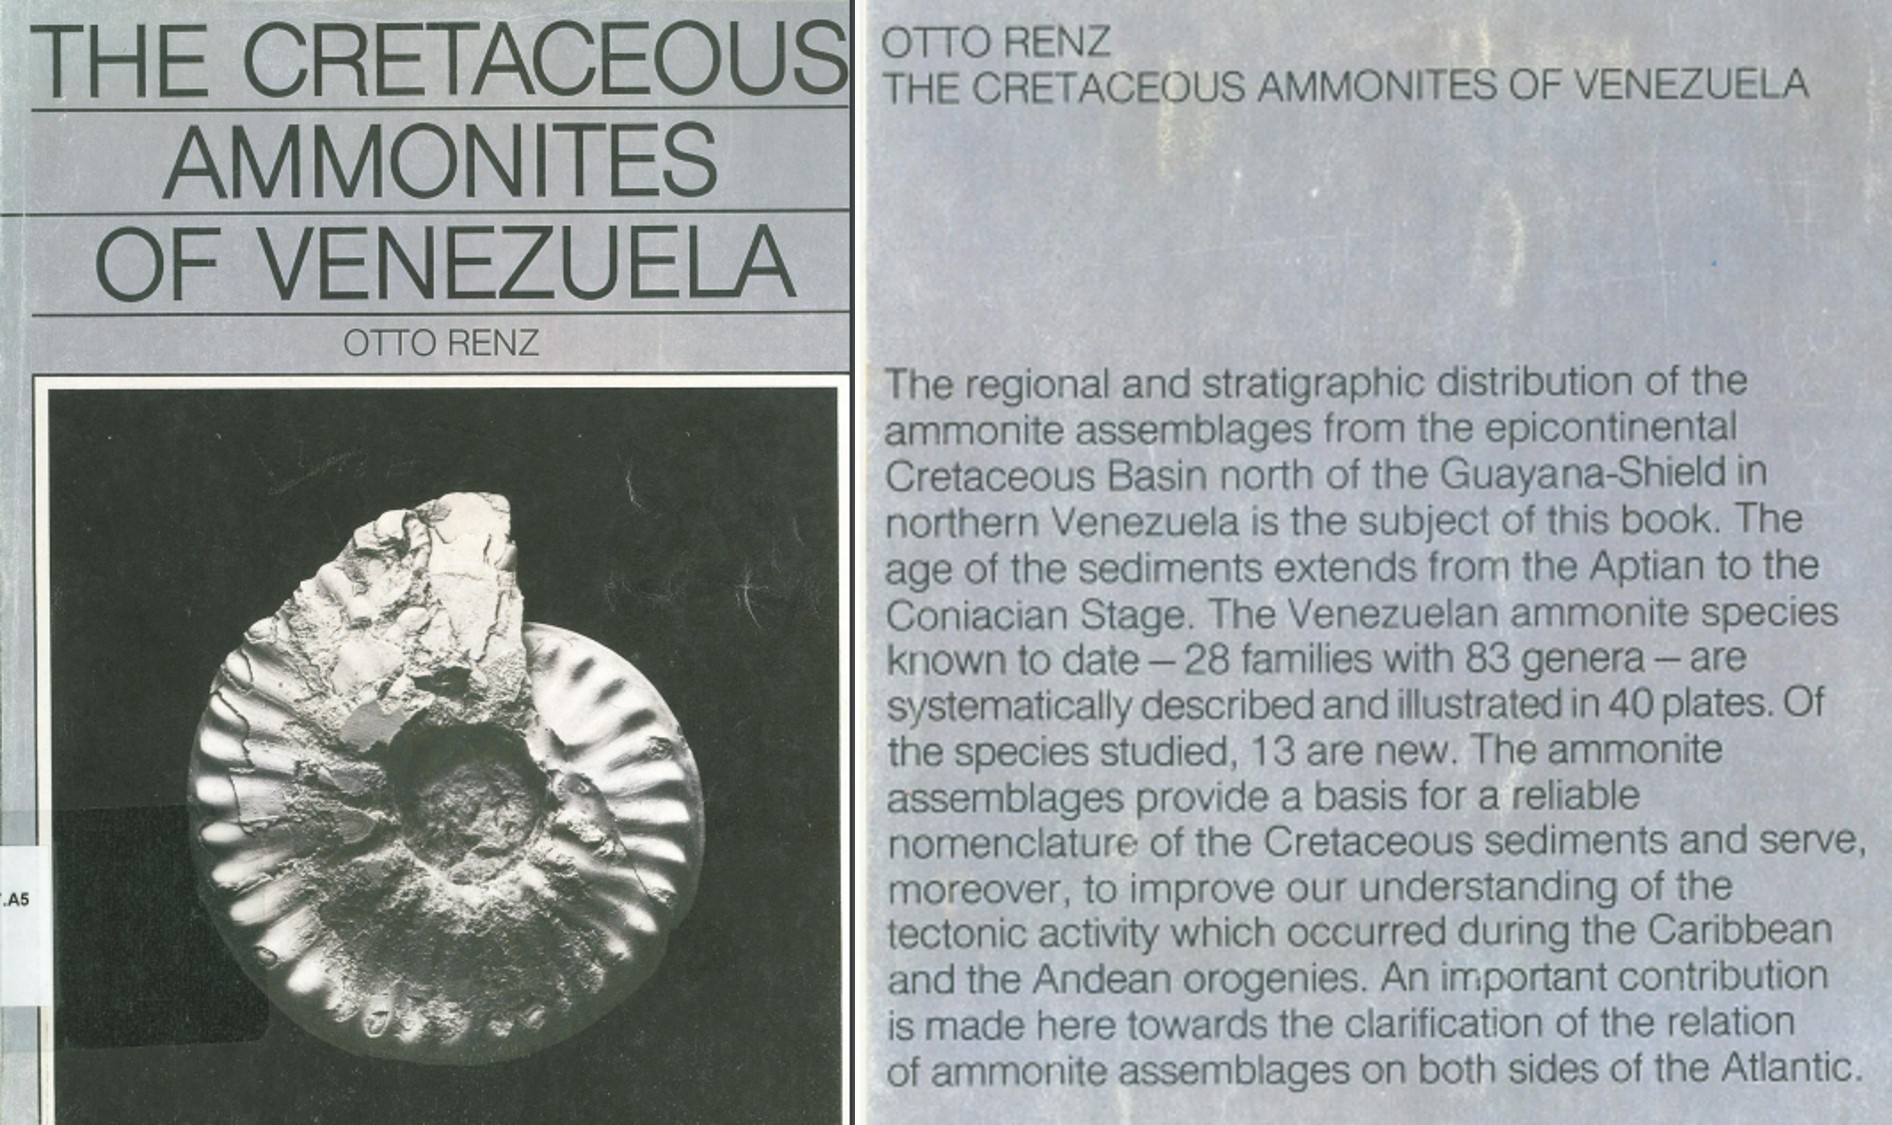 THE CRETACEOUS
AMMONITES
OF VENEZUELA
OTTO RENZ
.A5
OTTO RENZ
THE CRETACEOUS AMMONITES OF VENEZUELA
The regional and stratigraphic distribution of the
ammonite assemblages from the epicontinental
Cretaceous Basin north of the Guayana-Shield in
northern Venezuela is the subject of this book. The
age of the sediments extends from the Aptian to the
Coniacian Stage. The Venezuelan ammonite species
known to date – 28 families with 83 genera – are
systematically described and illustrated in 40 plates. Of
the species studied, 13 are new. The ammonite
assemblages provide a basis for a reliable
nomenclature of the Cretaceous sediments and serve,
moreover, to improve our understanding of the
tectonic activity which occurred during the Caribbean
and the Andean orogenies. An important contribution
is made here towards the clarification of the relation
of ammonite assemblages on both sides of the Atlantic.